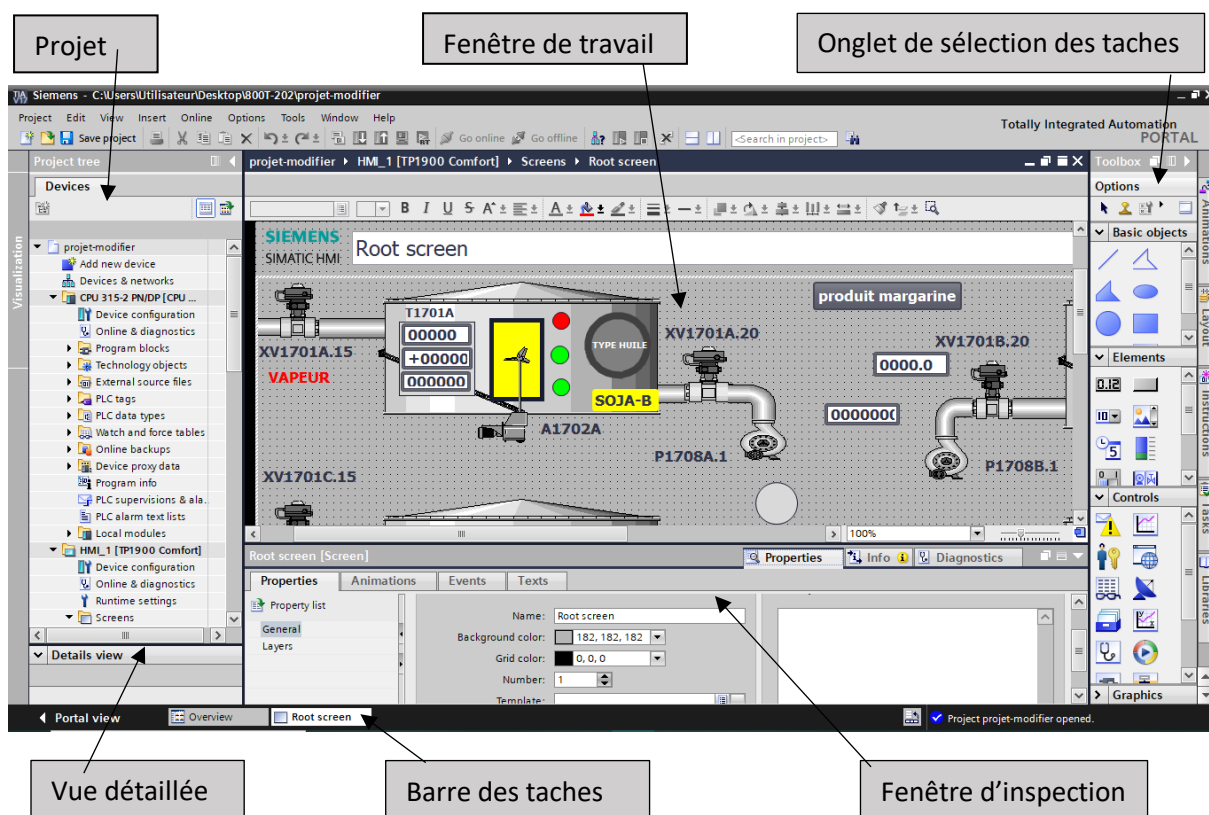 Projet
Fenêtre de travail
Onglet de sélection des taches
Siemens - C:\Users\Utilisateur\Desktop\800T-202\projet-modifier
Project Edit View Insert Online Options Tools Window Help
Totally Integrated Automation
PORTAL
Save project
Go online
Go offline
<Search in project>
Project tree
projet-modifier HMI_1 [TP1900 Comfort] Screens Root screen
Toolbox
Devices
Options
B I U S A
Visualization
projet-modifier
Add new device
Devices & networks
CPU 315-2 PN/DP [CPU ...
Device configuration
Online & diagnostics
Program blocks
Technology objects
External source files
PLC tags
PLC data types
Watch and force tables
Online backups
Device proxy data
Program info
PLC supervisions & ala.
PLC alarm text lists
Local modules
HMI_1 [TP1900 Comfort]
Device configuration
Online & diagnostics
Runtime settings
Screens
Details view
SIEMENS
SIMATIC HMI
Root screen
T1701A
00000
+00000
000000
TYPE HUILE
SOJA-B
XV1701A.15
VAPEUR
A1702A
XV1701C.15
XV1701A.20
P1708A.1
produit margarine
0000.0
XV1701B.20
P1708B.1
100%
Basic objects
Elements
Controls
Graphics
Animations
Layout
Instructions
Tasks
Libraries
Root screen [Screen]
Properties
Info
Diagnostics
Properties Animations Events Texts
Property list
General
Layers
Name: Root screen
Background color: 182, 182, 182
Grid color: 0, 0, 0
Number: 1
Template:
Portal view
Overview
Root screen
Project projet-modifier opened.
Vue détaillée
Barre des taches
Fenêtre d’inspection